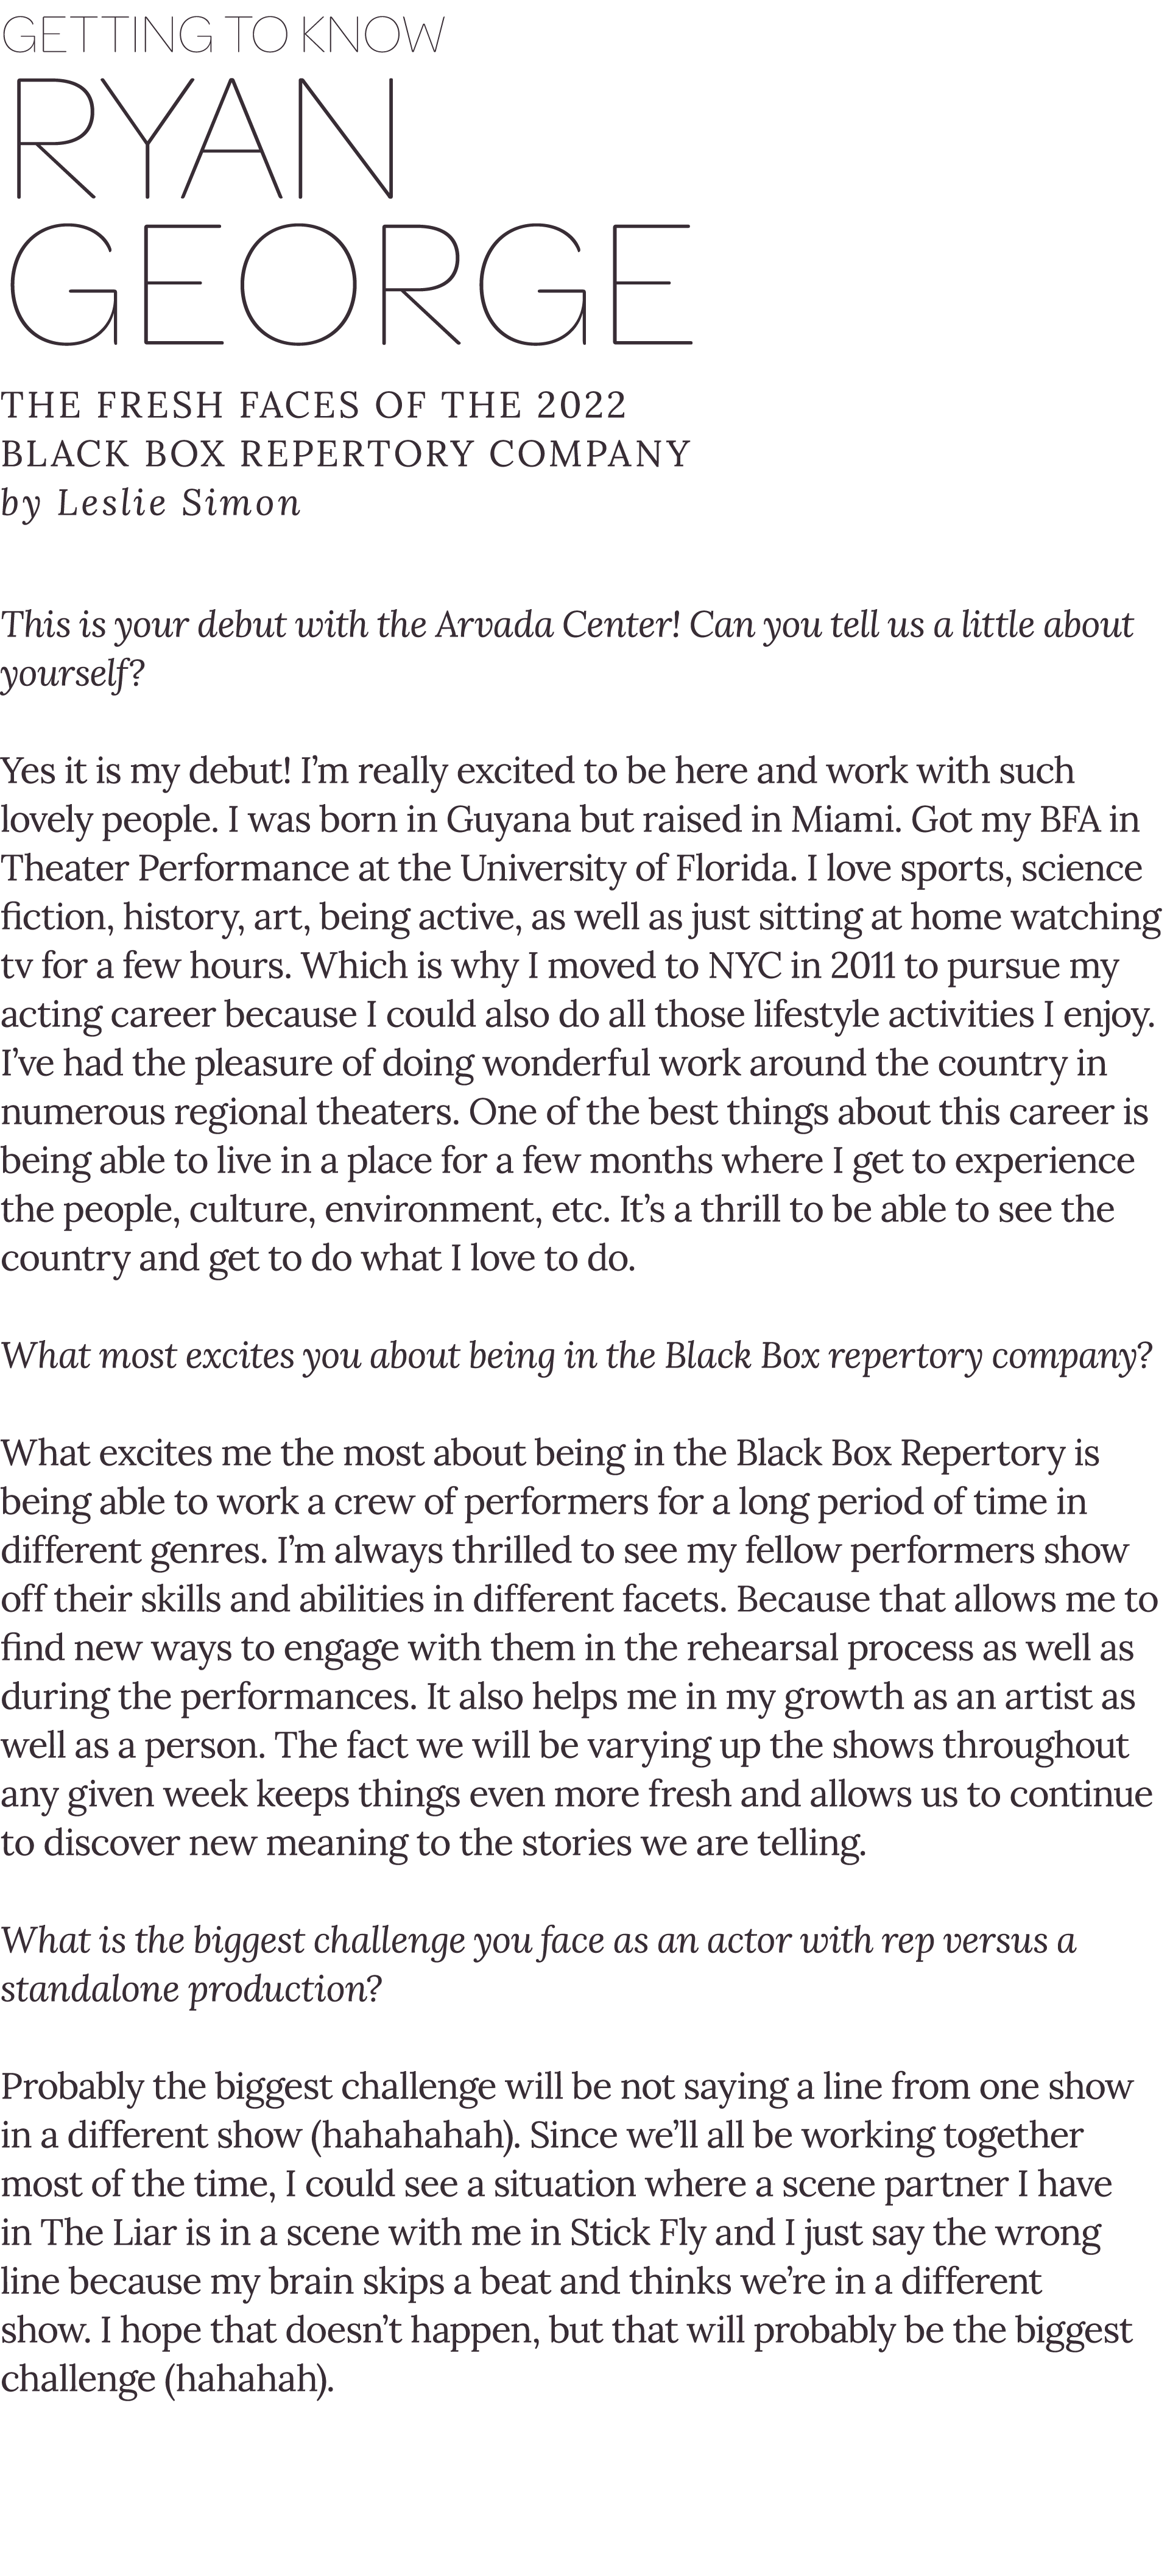 GETTING TO KNOW
RYAN
GEORGE
THE FRESH FACES OF THE 2022
BLACK BOX REPERTORY COMPANY
by Leslie Simon
This is your debut with the Arvada Center! Can you tell us a little about
yourself?
Yes it is my debut! I’m really excited to be here and work with such
lovely people. I was born in Guyana but raised in Miami. Got my BFA in
Theater Performance at the University of Florida. I love sports, science
fiction, history, art, being active, as well as just sitting at home watching
tv for a few hours. Which is why I moved to NYC in 2011 to pursue my
acting career because I could also do all those lifestyle activities I enjoy.
I’ve had the pleasure of doing wonderful work around the country in
numerous regional theaters. One of the best things about this career is
being able to live in a place for a few months where I get to experience
the people, culture, environment, etc. It’s a thrill to be able to see the
country and get to do what I love to do.
What most excites you about being in the Black Box repertory company?
What excites me the most about being in the Black Box Repertory is
being able to work a crew of performers for a long period of time in
different genres. I’m always thrilled to see my fellow performers show
off their skills and abilities in different facets. Because that allows me to
find new ways to engage with them in the rehearsal process as well as
during the performances. It also helps me in my growth as an artist as
well as a person. The fact we will be varying up the shows throughout
any given week keeps things even more fresh and allows us to continue
to discover new meaning to the stories we are telling.
What is the biggest challenge you face as an actor with rep versus a
standalone production?
Probably the biggest challenge will be not saying a line from one show
in a different show (hahahahah). Since we’ll all be working together
most of the time, I could see a situation where a scene partner I have
in The Liar is in a scene with me in Stick Fly and I just say the wrong
line because my brain skips a beat and thinks we’re in a different
show. I hope that doesn’t happen, but that will probably be the biggest
challenge (hahahah).